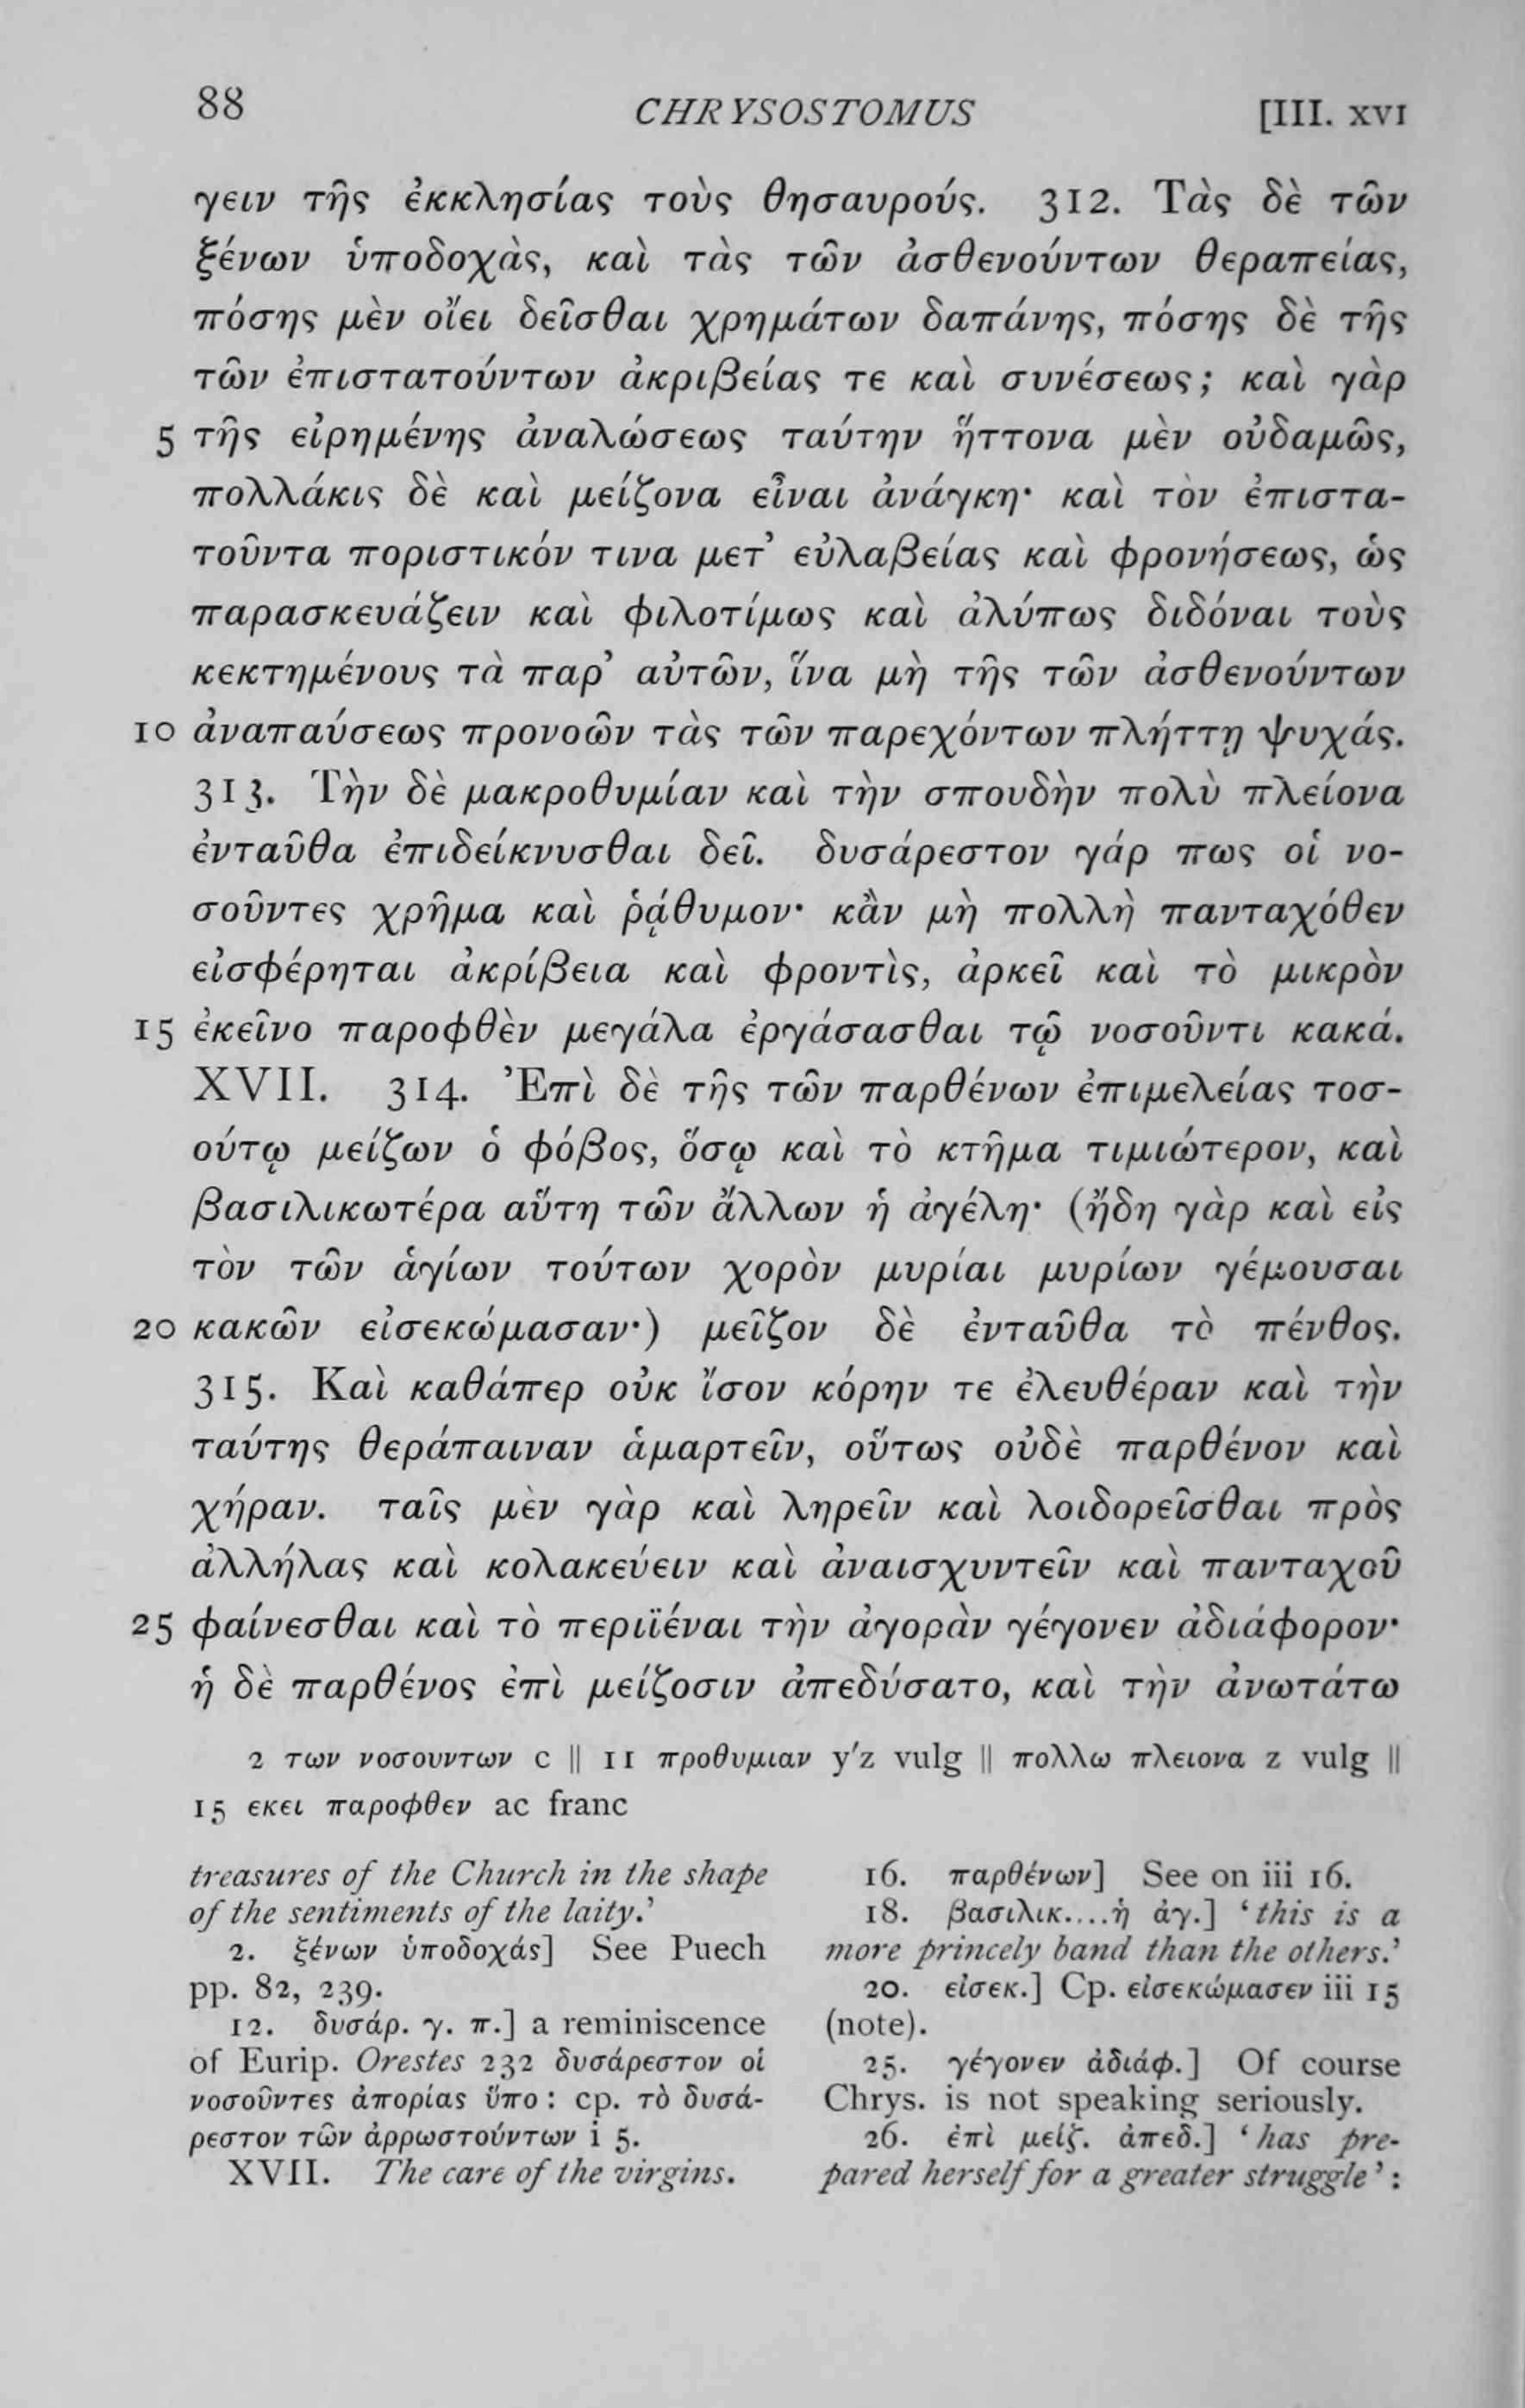 88 CHRYSOSTOMUS [III. XVI
γειν τῆς ἐκκλησίας τοὺς θησαυρούς. 312. Τὰς δὲ τῶν
ξένων ὑποδοχὰς, καὶ τὰς τῶν ἀσθενούντων θεραπείας,
πόσης μὲν οἴει δεῖσθαι χρημάτων δαπάνης, πόσης δὲ τῆς
τῶν ἐπιστατούντων ἀκριβείας τε καὶ συνέσεως; καὶ γὰρ
5 τῆς εἰρημένης ἀναλώσεως ταύτην ἥττονα μὲν οὐδαμῶς,
πολλάκις δὲ καὶ μείζονα εἶναι ἀνάγκη· καὶ τὸν ἐπιστα-
τοῦντα ποριστικόν τινα μετ’ εὐλαβείας καὶ φρονήσεως, ὡς
παρασκευάζειν καὶ φιλοτίμως καὶ ἀλύπως διδόναι τοὺς
κεκτημένους τὰ παρ’ αὐτῶν, ἵνα μὴ τῆς τῶν ἀσθενούντων
10 ἀναπαύσεως προνοῶν τὰς τῶν παρεχόντων πλήττῃ ψυχάς.
313. Τὴν δὲ μακροθυμίαν καὶ τὴν σπουδὴν πολὺ πλείονα
ἐνταῦθα ἐπιδείκνυσθαι δεῖ. δυσάρεστον γάρ πως οἱ νο-
σοῦντες χρῆμα καὶ ῥᾴθυμον· κἂν μὴ πολλὴ πανταχόθεν
εἰσφέρηται ἀκρίβεια καὶ φροντὶς, ἀρκεῖ καὶ τὸ μικρὸν
15 ἐκεῖνο παροφθὲν μεγάλα ἐργάσασθαι τῷ νοσοῦντι κακά.
XVII. 314. Ἐπὶ δὲ τῆς τῶν παρθένων ἐπιμελείας τοσ-
ούτῳ μείζων ὁ φόβος, ὅσῳ καὶ τὸ κτῆμα τιμιώτερον, καὶ
βασιλικωτέρα αὕτη τῶν ἄλλων ἡ ἀγέλη· (ἤδη γὰρ καὶ εἰς
τὸν τῶν ἁγίων τούτων χορὸν μυρίαι μυρίων γέμουσαι
20 κακῶν εἰσεκώμασαν·) μεῖζον δὲ ἐνταῦθα τὸ πένθος.
315. Καὶ καθάπερ οὐκ ἴσον κόρην τε ἐλευθέραν καὶ τὴν
ταύτης θεράπαιναν ἁμαρτεῖν, οὕτως οὐδὲ παρθένον καὶ
χήραν. ταῖς μὲν γὰρ καὶ ληρεῖν καὶ λοιδορεῖσθαι πρὸς
ἀλλήλας καὶ κολακεύειν καὶ ἀναισχυντεῖν καὶ πανταχοῦ
25 φαίνεσθαι καὶ τὸ περιϊέναι τὴν ἀγορὰν γέγονεν ἀδιάφορον·
ἡ δὲ παρθένος ἐπὶ μείζοσιν ἀπεδύσατο, καὶ τὴν ἀνωτάτω
2 των νοσουντων c || 11 προθυμιαν y'z vulg || πολλω πλειονα z vulg ||
15 εκει παροφθεν ac franc
treasures of the Church in the shape
of the sentiments of the laity.’
2. ξένων ὑποδοχάς] See Puech
pp. 82, 239.
12. δυσάρ. γ. π.] a reminiscence
of Eurip. Orestes 232 δυσάρεστον οἱ
νοσοῦντες ἀπορίας ὕπο : cp. τὸ δυσά-
ρεστον τῶν ἀρρωστούντων i 5.
XVII. The care of the virgins.
16. παρθένων] See on iii 16.
18. βασιλικ....ἡ ἀγ.] ‘this is a
more princely band than the others.’
20. εἰσεκ.] Cp. εἰσεκώμασεν iii 15
(note).
25. γέγονεν ἀδιάφ.] Of course
Chrys. is not speaking seriously.
26. ἐπὶ μείζ. ἀπεδ.] ‘has pre-
pared herself for a greater struggle’ :